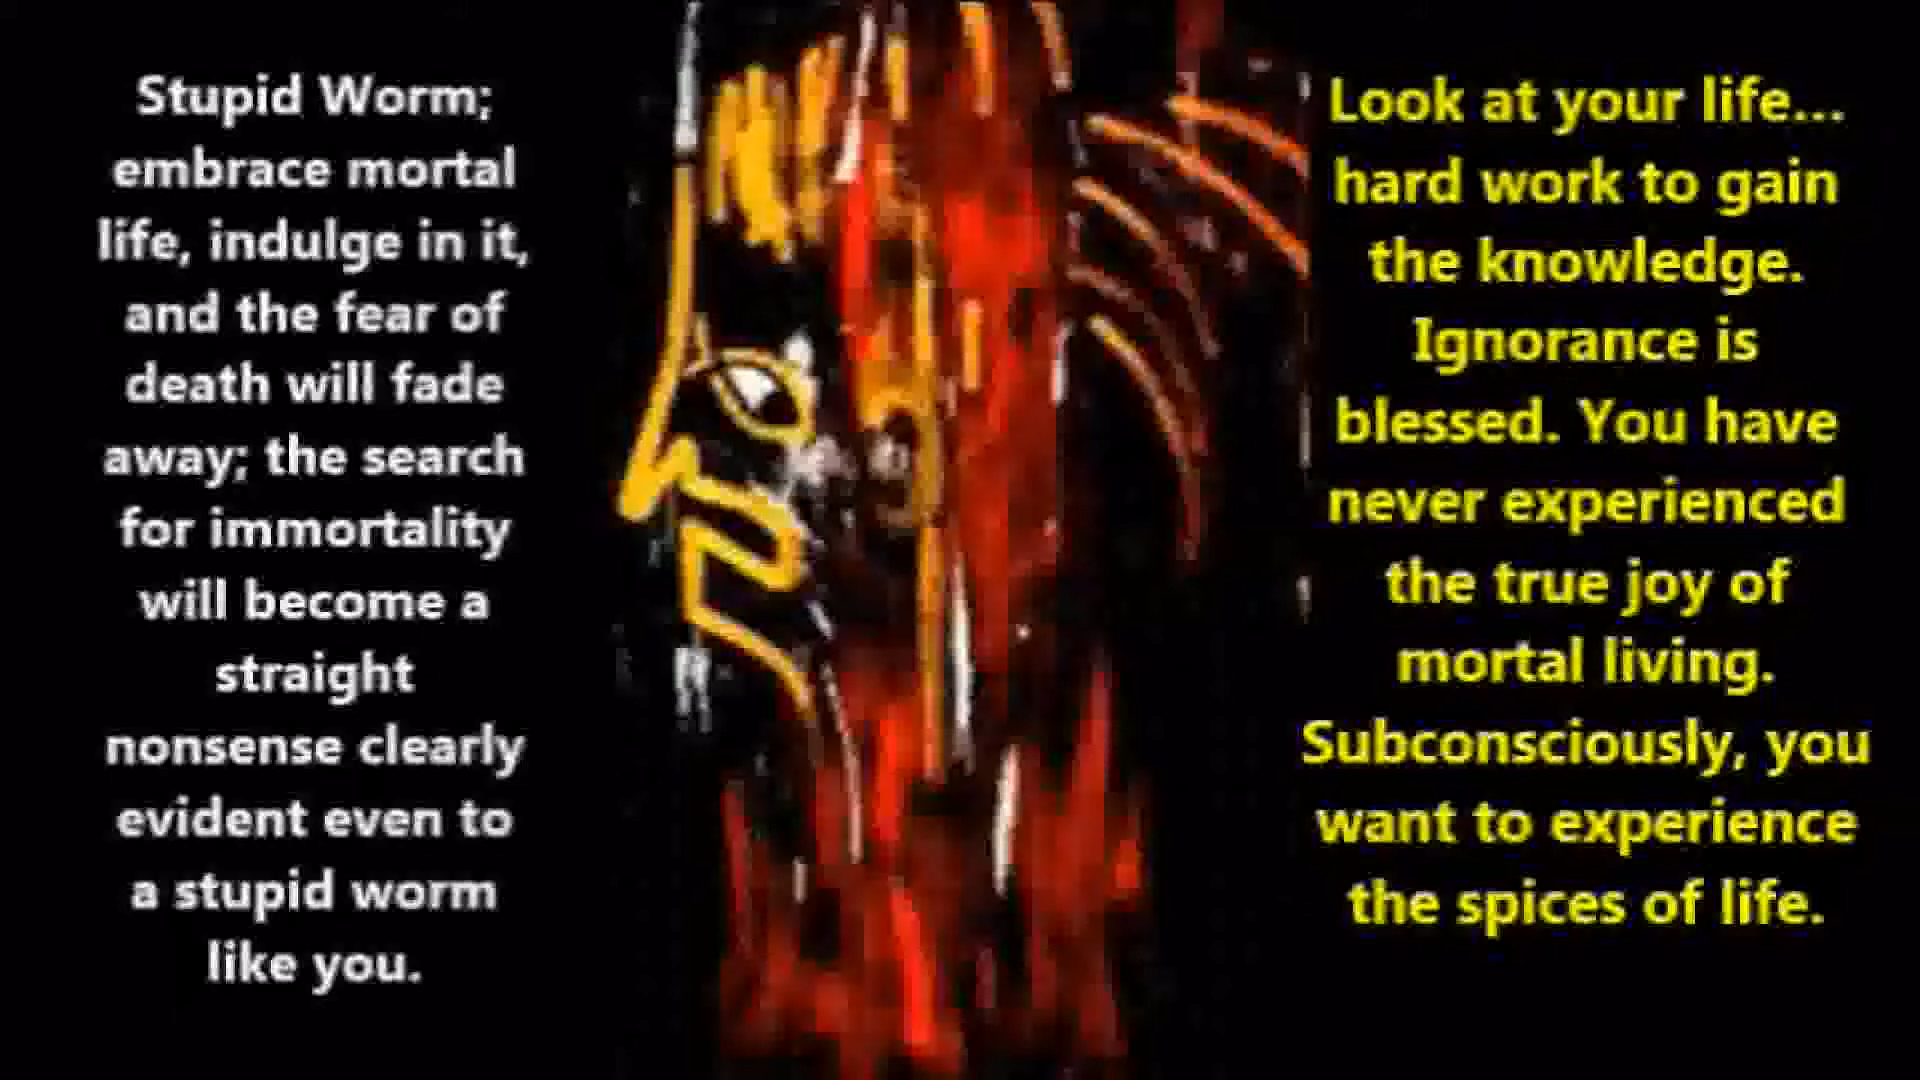 Stupid Worm;
embrace mortal
life, indulge in it,
and the fear of
death will fade
away; the search
for immortality
will become a
straight
nonsense clearly
evident even to
a stupid worm
like you.
Look at your life...
hard work to gain
the knowledge.
Ignorance is
blessed. You have
never experienced
the true joy of
mortal living.
Subconsciously, you
want to experience
the spices of life.